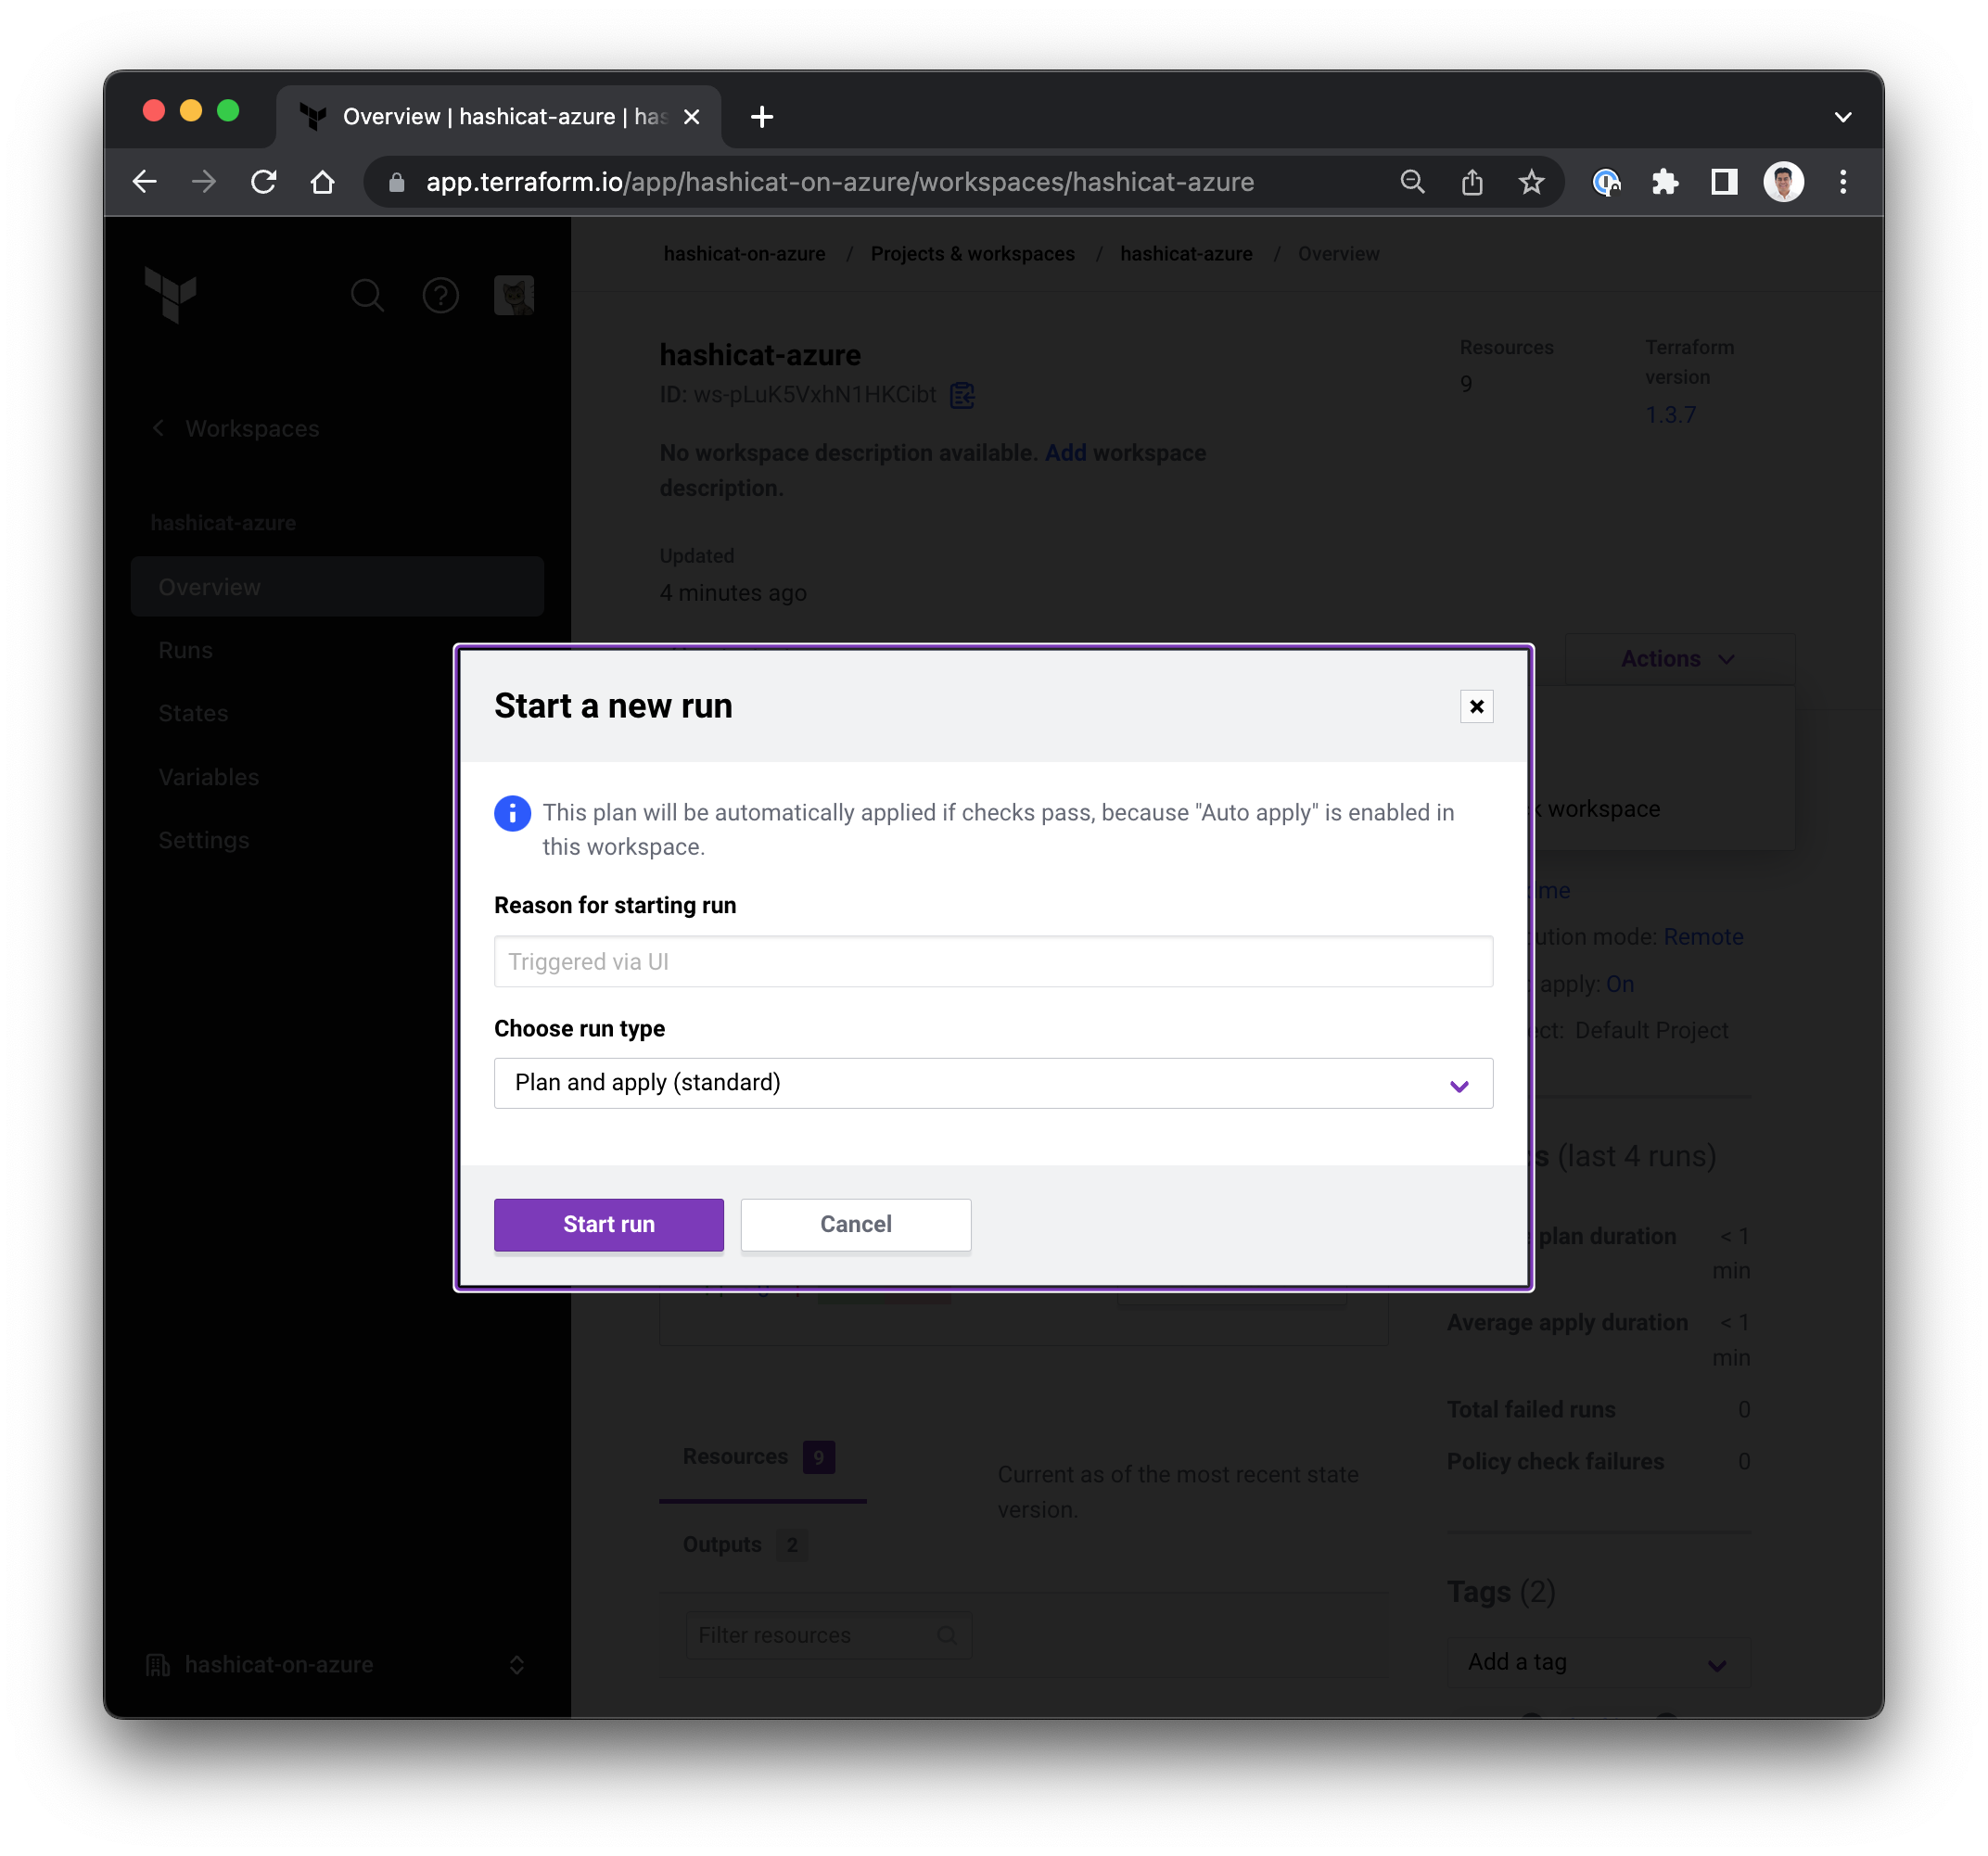 Overview | hashicat-azure | has
app.terraform.io/app/hashicat-on-azure/workspaces/hashicat-azure
hashicat-on-azure / Projects & workspaces / hashicat-azure / Overview
Workspaces
hashicat-azure
Overview
Runs
States
Variables
Settings
hashicat-on-azure
hashicat-azure
ID: ws-pLuK5VxhN1HKCibt
No workspace description available. Add workspace
description.
Updated
4 minutes ago
Resources
9
Terraform
version
1.3.7
Actions
workspace
Start a new run
This plan will be automatically applied if checks pass, because "Auto apply" is enabled in
this workspace.
Reason for starting run
Triggered via UI
Choose run type
Plan and apply (standard)
Start run
Cancel
mode: Remote
apply: On
Default Project
(last 4 runs)
plan duration < 1
min
Average apply duration < 1
min
Total failed runs 0
Policy check failures 0
Resources 9
Outputs 2
Current as of the most recent state
version.
Filter resources
Tags (2)
Add a tag